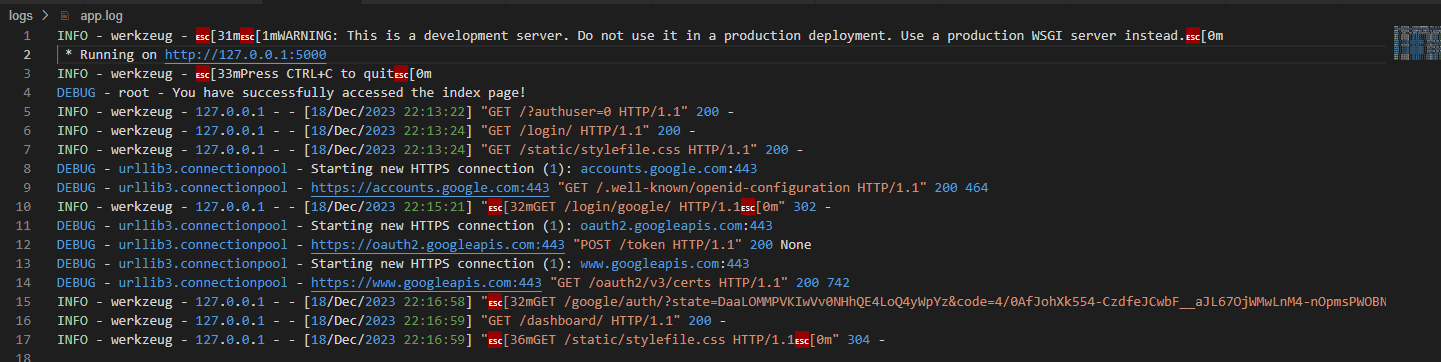 logs > app.log
1 INFO - werkzeug - ESC[31mESC[1mWARNING: This is a development server. Do not use it in a production deployment. Use a production WSGI server instead.ESC[0m
2 * Running on http://127.0.0.1:5000
3 INFO - werkzeug - ESC[33mPress CTRL+C to quitESC[0m
4 DEBUG - root - You have successfully accessed the index page!
5 INFO - werkzeug - 127.0.0.1 - - [18/Dec/2023 22:13:22] "GET /?authuser=0 HTTP/1.1" 200 -
6 INFO - werkzeug - 127.0.0.1 - - [18/Dec/2023 22:13:24] "GET /login/ HTTP/1.1" 200 -
7 INFO - werkzeug - 127.0.0.1 - - [18/Dec/2023 22:13:24] "GET /static/stylefile.css HTTP/1.1" 200 -
8 DEBUG - urllib3.connectionpool - Starting new HTTPS connection (1): accounts.google.com:443
9 DEBUG - urllib3.connectionpool - https://accounts.google.com:443 "GET /.well-known/openid-configuration HTTP/1.1" 200 464
10 INFO - werkzeug - 127.0.0.1 - - [18/Dec/2023 22:15:21] "ESC[32mGET /login/google/ HTTP/1.1ESC[0m" 302 -
11 DEBUG - urllib3.connectionpool - Starting new HTTPS connection (1): oauth2.googleapis.com:443
12 DEBUG - urllib3.connectionpool - https://oauth2.googleapis.com:443 "POST /token HTTP/1.1" 200 None
13 DEBUG - urllib3.connectionpool - Starting new HTTPS connection (1): www.googleapis.com:443
14 DEBUG - urllib3.connectionpool - https://www.googleapis.com:443 "GET /oauth2/v3/certs HTTP/1.1" 200 742
15 INFO - werkzeug - 127.0.0.1 - - [18/Dec/2023 22:16:58] "ESC[32mGET /google/auth/?state=DaaLOMMPVKIwVv0NHhQE4LoQ4yWpYz&code=4/0AfJohXk554-CzdfeJCwbF__aJL67OjWMwLnM4-nOpmsPWOBN
16 INFO - werkzeug - 127.0.0.1 - - [18/Dec/2023 22:16:59] "GET /dashboard/ HTTP/1.1" 200 -
17 INFO - werkzeug - 127.0.0.1 - - [18/Dec/2023 22:16:59] "ESC[36mGET /static/stylefile.css HTTP/1.1ESC[0m" 304 -
18